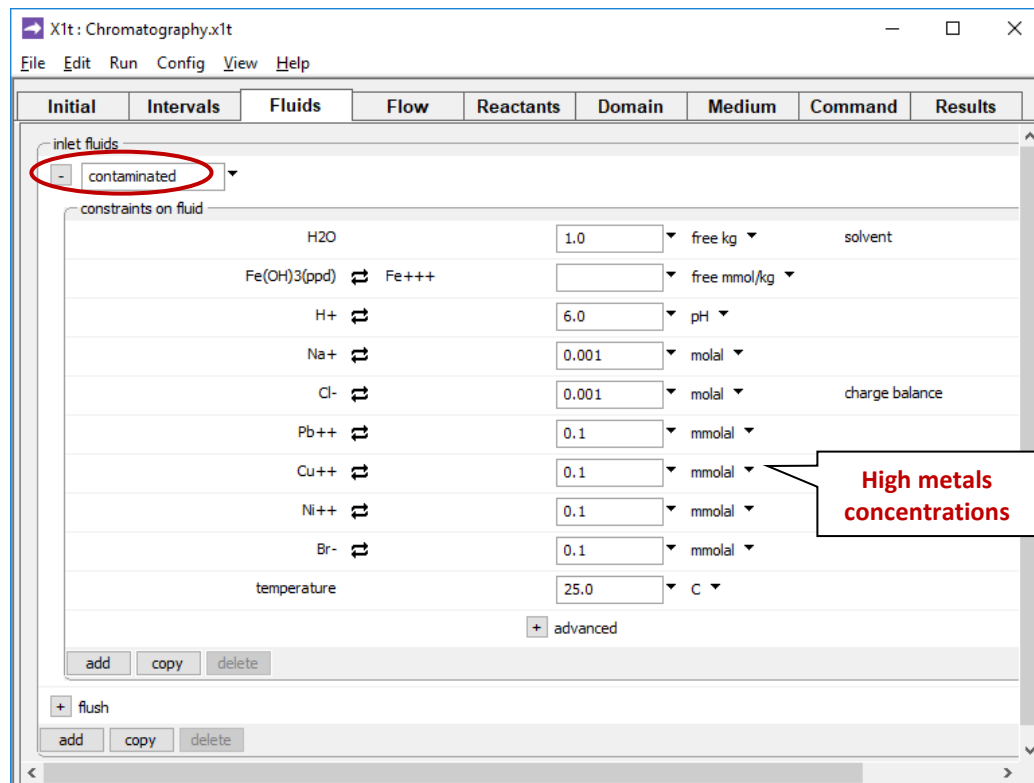 X1t : Chromatography.x1t
File Edit Run Config View Help
Initial Intervals Fluids Flow Reactants Domain Medium Command Results
inlet fluids
- contaminated
constraints on fluid
H2O 1.0 free kg solvent
Fe(OH)3(ppd) Fe+++ free mmol/kg
H+ 6.0 pH
Na+ 0.001 molal
Cl- 0.001 molal charge balance
Pb++ 0.1 mmolal
Cu++ 0.1 mmolal
High metals
concentrations
Ni++ 0.1 mmolal
Br- 0.1 mmolal
temperature 25.0 C
+ advanced
add copy delete
+ flush
add copy delete